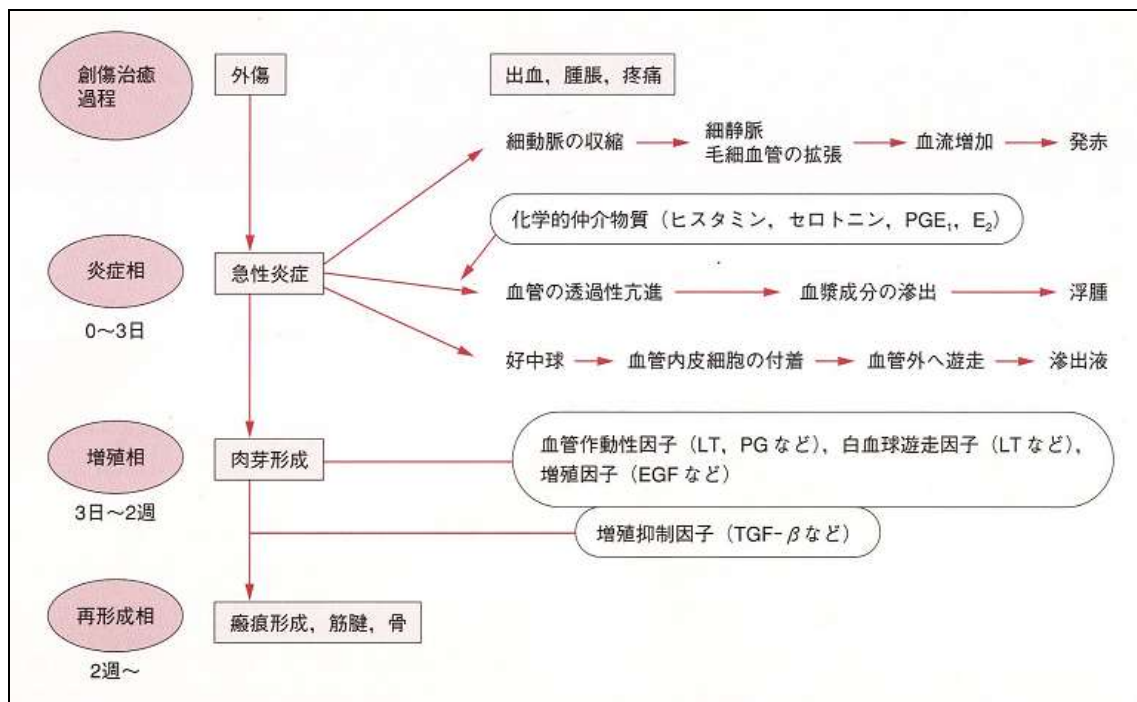 創傷治癒
過程
外傷
出血，腫脹，疼痛
細動脈の収縮
細静脈
毛細血管の拡張
血流増加
発赤
化学的仲介物質（ヒスタミン，セロトニン，PGE₁，E₂）
炎症相
0～3日
急性炎症
血管の透過性亢進
血漿成分の滲出
浮腫
好中球
血管内皮細胞の付着
血管外へ遊走
滲出液
増殖相
3日～2週
肉芽形成
血管作動性因子（LT，PGなど），白血球遊走因子（LTなど），
増殖因子（EGFなど）
増殖抑制因子（TGF-βなど）
再形成相
2週～
瘢痕形成，筋腱，骨